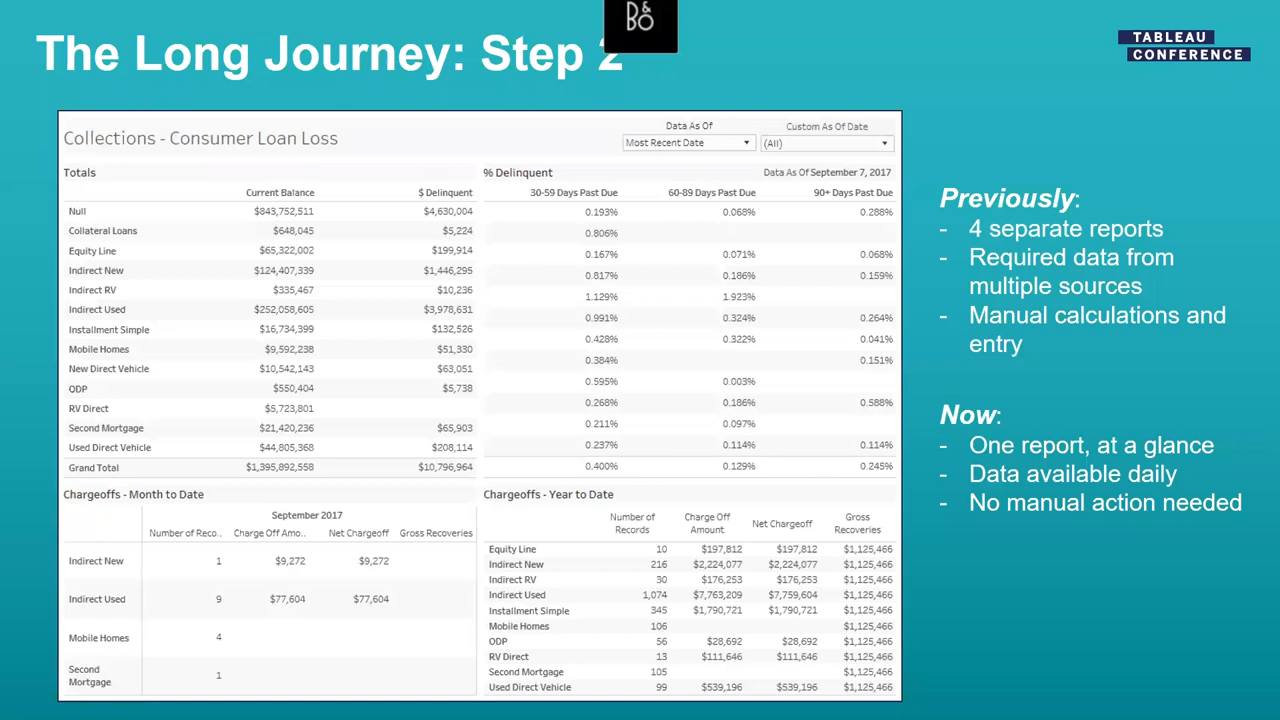 B&O
The Long Journey: Step 2
TABLEAU
CONFERENCE
Collections - Consumer Loan Loss
Data As Of
Most Recent Date
Custom As Of Date
(All)
Totals
Current Balance $ Delinquent
Null $843,752,511 $4,630,004
Collateral Loans $648,045 $5,224
Equity Line $65,322,002 $199,914
Indirect New $124,407,339 $1,446,295
Indirect RV $335,467 $10,236
Indirect Used $252,058,605 $3,978,631
Installment Simple $16,734,399 $132,526
Mobile Homes $9,592,238 $51,330
New Direct Vehicle $10,542,143 $63,051
ODP $550,404 $5,738
RV Direct $5,723,801
Second Mortgage $21,420,236 $65,903
Used Direct Vehicle $44,805,368 $208,114
Grand Total $1,395,892,558 $10,796,964
% Delinquent Data As Of September 7, 2017
30-59 Days Past Due 60-89 Days Past Due 90+ Days Past Due
0.193% 0.068% 0.288%
0.806%
0.167% 0.071% 0.068%
0.817% 0.186% 0.159%
1.129% 1.923%
0.991% 0.324% 0.264%
0.428% 0.322% 0.041%
0.384% 0.151%
0.595% 0.003%
0.268% 0.186% 0.588%
0.211% 0.097%
0.237% 0.114% 0.114%
0.400% 0.129% 0.245%
Chargeoffs - Month to Date
September 2017
Number of Reco.. Charge Off Amo.. Net Chargeoff Gross Recoveries
Indirect New 1 $9,272 $9,272
Indirect Used 9 $77,604 $77,604
Mobile Homes 4
Second
Mortgage 1
Chargeoffs - Year to Date
Number of Records Charge Off Amount Net Chargeoff Gross Recoveries
Equity Line 10 $197,812 $197,812 $1,125,466
Indirect New 216 $2,224,077 $2,224,077 $1,125,466
Indirect RV 30 $176,253 $176,253 $1,125,466
Indirect Used 1,074 $7,763,209 $7,759,604 $1,125,466
Installment Simple 345 $1,790,721 $1,790,721 $1,125,466
Mobile Homes 106 $1,125,466
ODP 56 $28,692 $28,692 $1,125,466
RV Direct 13 $111,646 $111,646 $1,125,466
Second Mortgage 105 $1,125,466
Used Direct Vehicle 99 $539,196 $539,196 $1,125,466
Previously:
- 4 separate reports
- Required data from
multiple sources
- Manual calculations and
entry
Now:
- One report, at a glance
- Data available daily
- No manual action needed